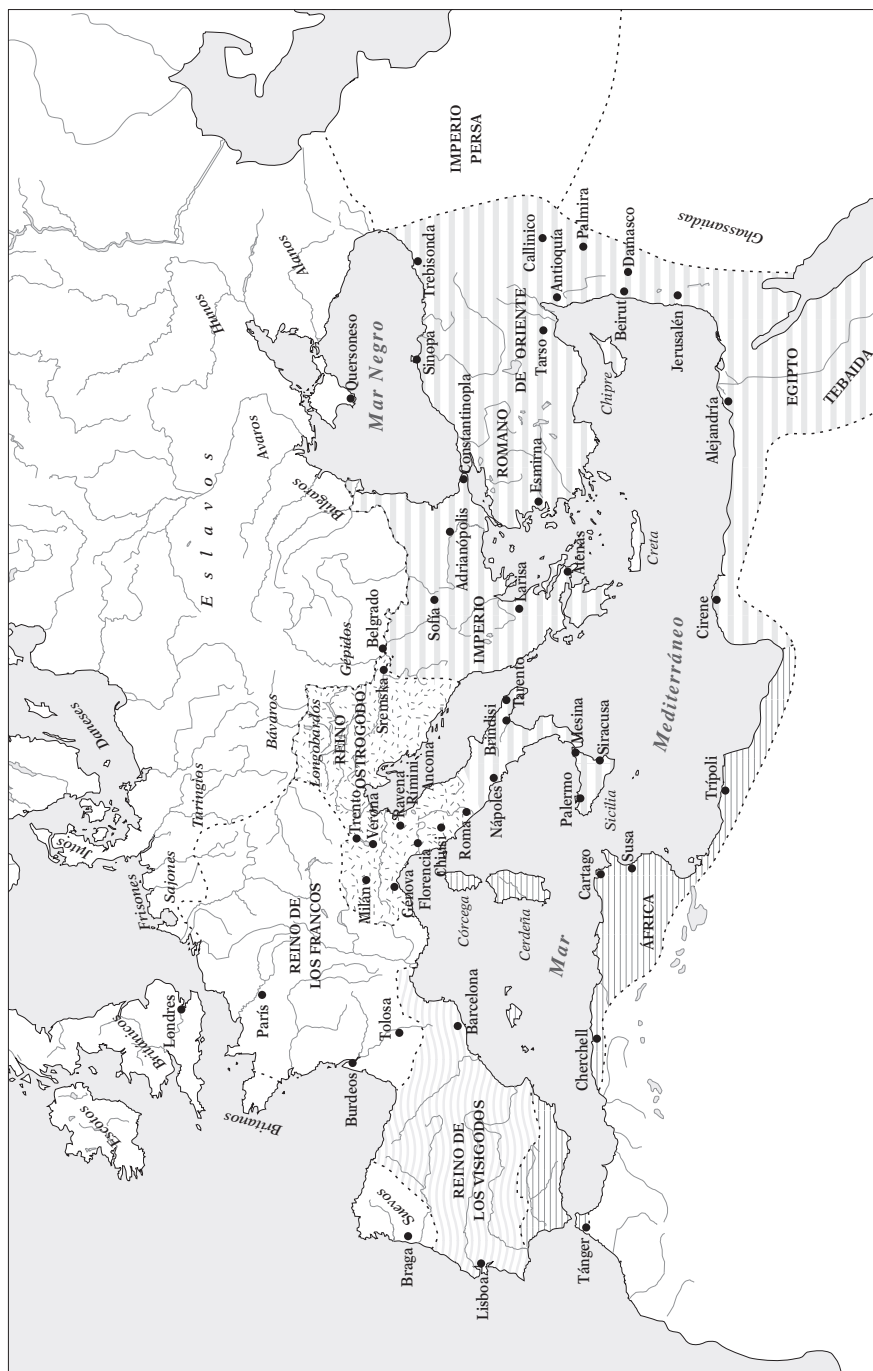 Escotos
Británicos
Londres
Britanos
Frisones
Sajones
Jutos
Daneses
Turingios
Bávaros
Eslavos
Hunos
Alanos
Avaros
Búlgaros
Gépidos
Longobardos
París
REINO DE
LOS FRANCOS
Burdeos
Tolosa
Suevos
Braga
Lisboa
REINO DE
LOS VISIGODOS
Barcelona
Tánger
Cherchell
Milán
Trento
Verona
Génova
Ravena
Rímini
Florencia
Ancona
Chiusi
Roma
Córcega
Cerdeña
REINO
OSTROGODO
Sremska
Belgrado
Nápoles
Brindisi
Tarento
Palermo
Mesina
Siracusa
Sicilia
Mar
Mediterráneo
Cartago
Susa
ÁFRICA
Trípoli
Cirene
Sofía
Adrianópolis
Constantinopla
IMPERIO
ROMANO
DE ORIENTE
Larisa
Atenas
Creta
Esmirna
Mar Negro
Quersoneso
Sinopa
Trebisonda
Tarso
Chipre
Antioquía
Callinico
Palmira
Beirut
Damasco
Jerusalén
Alejandría
EGIPTO
TEBAIDA
IMPERIO
PERSA
Ghassanidas